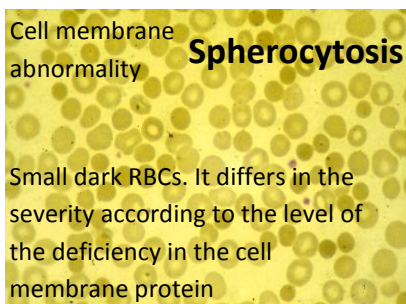 Cell membrane
abnormality
Spherocytosis
Small dark RBCs. It differs in the
severity according to the level of
the deficiency in the cell
membrane protein